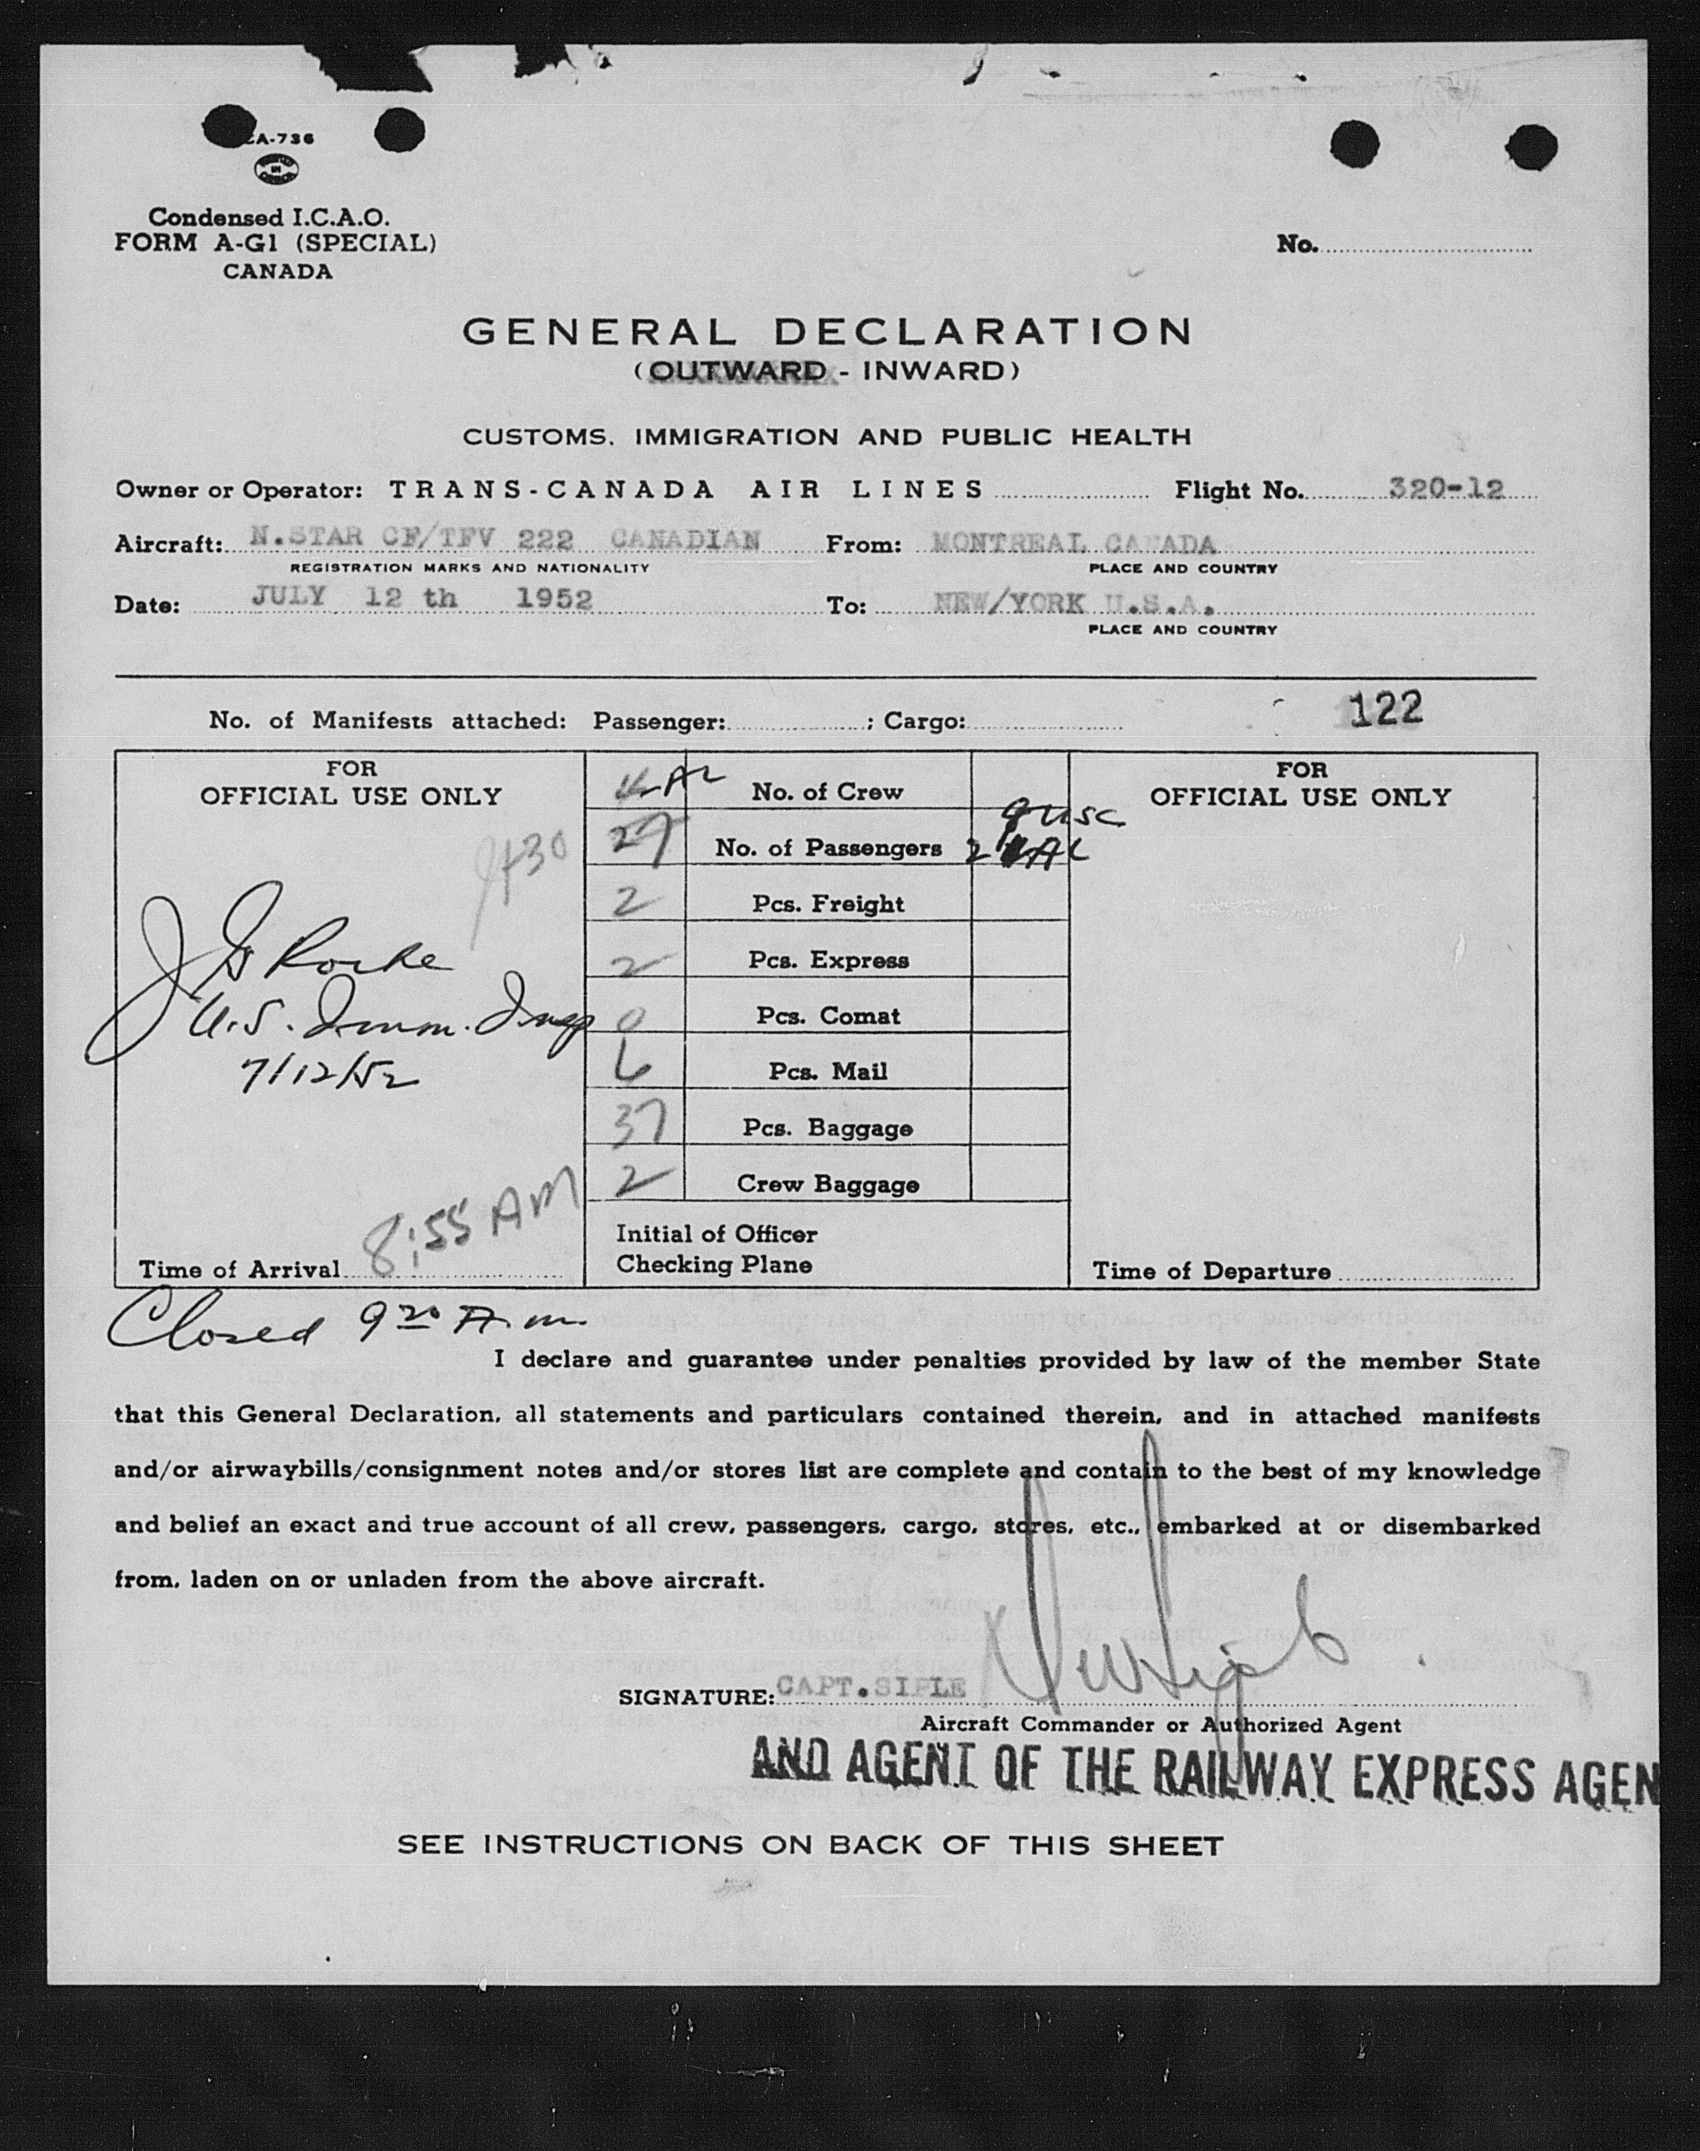 CA-736
Condensed I.C.A.O.
FORM A-G1 (SPECIAL)
CANADA
No.
GENERAL DECLARATION
(OUTWARD - INWARD)
CUSTOMS, IMMIGRATION AND PUBLIC HEALTH
Owner or Operator: TRANS-CANADA AIR LINES Flight No. 320-12
Aircraft: N.STAR CF/TFV 222 CANADIAN From: MONTREAL CANADA
REGISTRATION MARKS AND NATIONALITY PLACE AND COUNTRY
Date: JULY 12 th 1952 To: NEW/YORK U.S.A.
PLACE AND COUNTRY
122
No. of Manifests attached: Passenger: ; Cargo:
FOR
OFFICIAL USE ONLY
J Rorke
U.S. Imm. Insp
7/12/52
Time of Arrival 8:55 AM
AL No. of Crew
27 No. of Passengers 9 USC
2 AL
2 Pcs. Freight
2 Pcs. Express
0 Pcs. Comat
6 Pcs. Mail
37 Pcs. Baggage
2 Crew Baggage
Initial of Officer
Checking Plane
FOR
OFFICIAL USE ONLY
Time of Departure
Closed 9 20 A.m.
I declare and guarantee under penalties provided by law of the member State
that this General Declaration, all statements and particulars contained therein, and in attached manifests
and/or airwaybills/consignment notes and/or stores list are complete and contain to the best of my knowledge
and belief an exact and true account of all crew, passengers, cargo, stores, etc., embarked at or disembarked
from, laden on or unladen from the above aircraft.
SIGNATURE: CAPT.SIPLE
Aircraft Commander or Authorized Agent
AND AGENT OF THE RAILWAY EXPRESS AGEN
SEE INSTRUCTIONS ON BACK OF THIS SHEET